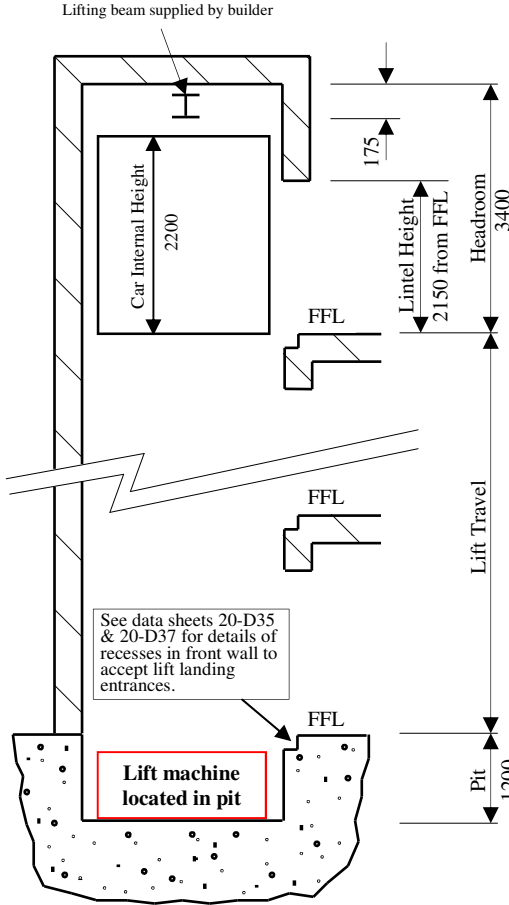 Lifting beam supplied by builder
175
Car Internal Height
2200
Lintel Height
2150 from FFL
Headroom
3400
FFL
FFL
Lift Travel
See data sheets 20-D35
& 20-D37 for details of
recesses in front wall to
accept lift landing
entrances.
FFL
Lift machine
located in pit
Pit
1200